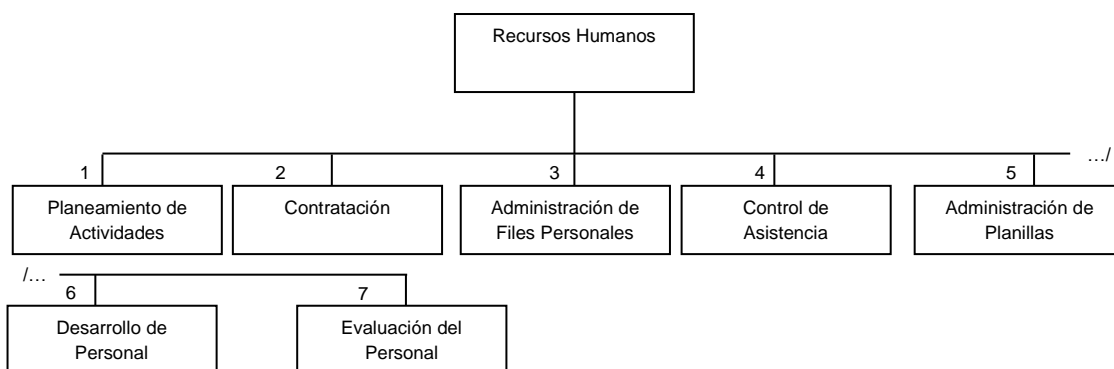 Recursos Humanos
…/
1
2
3
4
5
Planeamiento de
Actividades
Contratación
Administración de
Files Personales
Control de
Asistencia
Administración de
Planillas
/…
6
7
Desarrollo de
Personal
Evaluación del
Personal